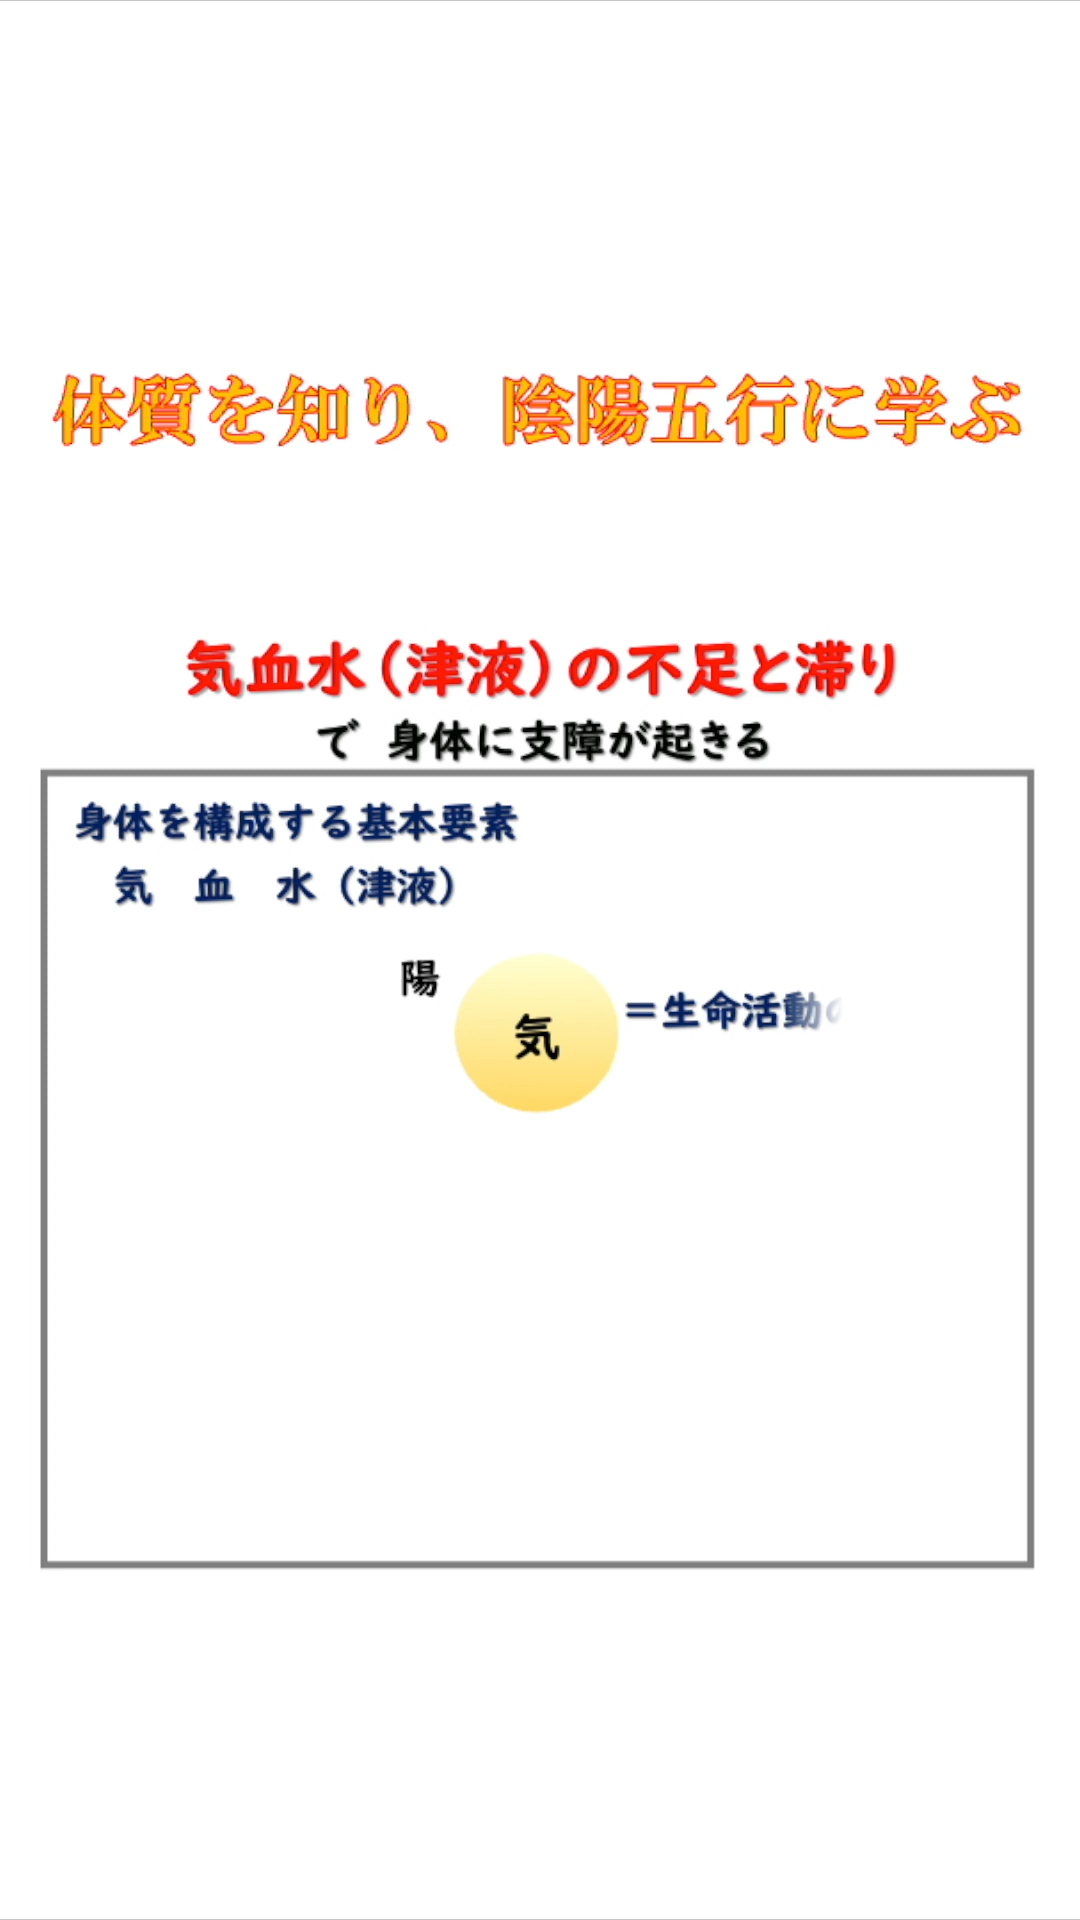 体質を知り、陰陽五行に学ぶ
気血水（津液）の不足と滞り
で　身体に支障が起きる
身体を構成する基本要素
気　血　水（津液）
陽
気
＝生命活動の